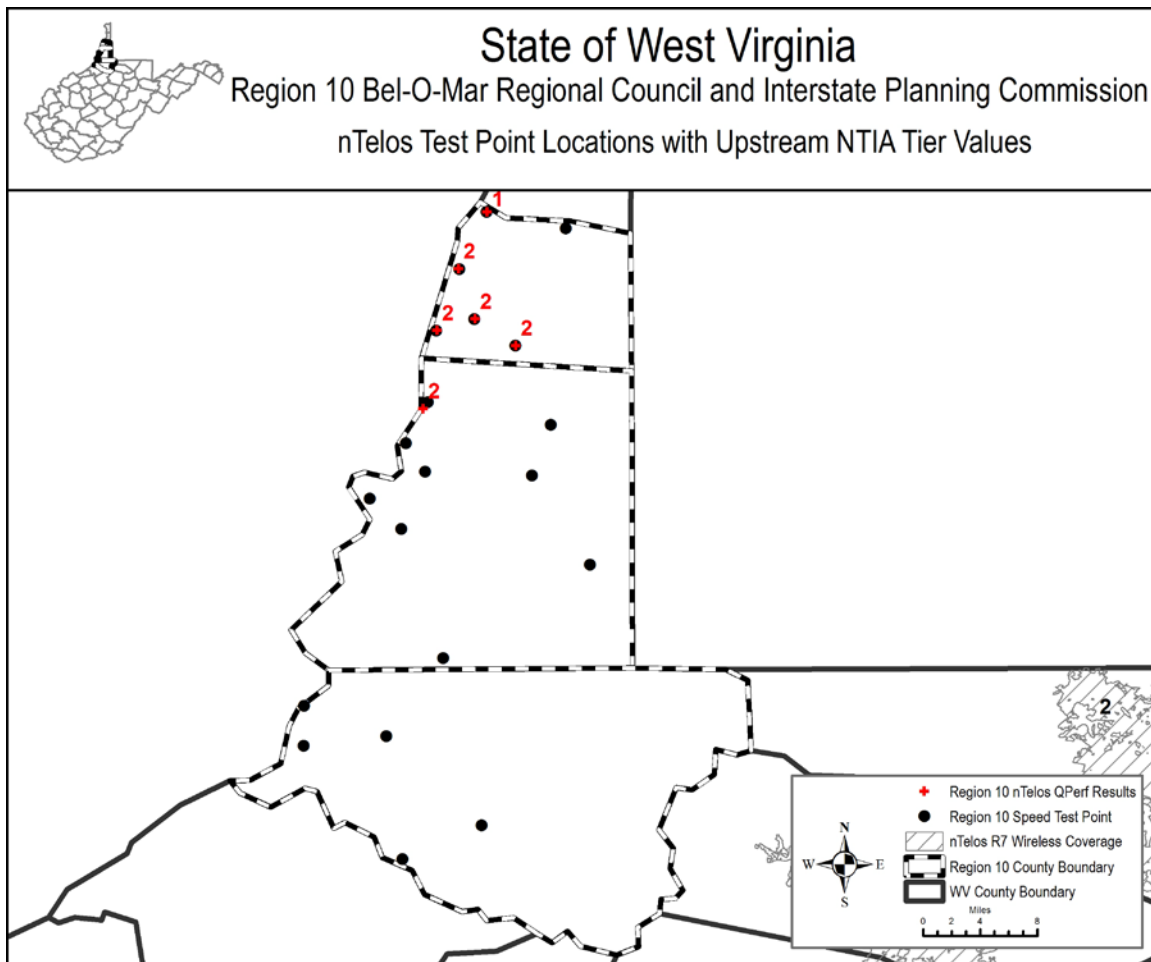 State of West Virginia
Region 10 Bel-O-Mar Regional Council and Interstate Planning Commission
nTelos Test Point Locations with Upstream NTIA Tier Values
1
2
2
2
2
2
2
Region 10 nTelos QPerf Results
Region 10 Speed Test Point
nTelos R7 Wireless Coverage
Region 10 County Boundary
WV County Boundary
N
W E
S
Miles
0 2 4 8